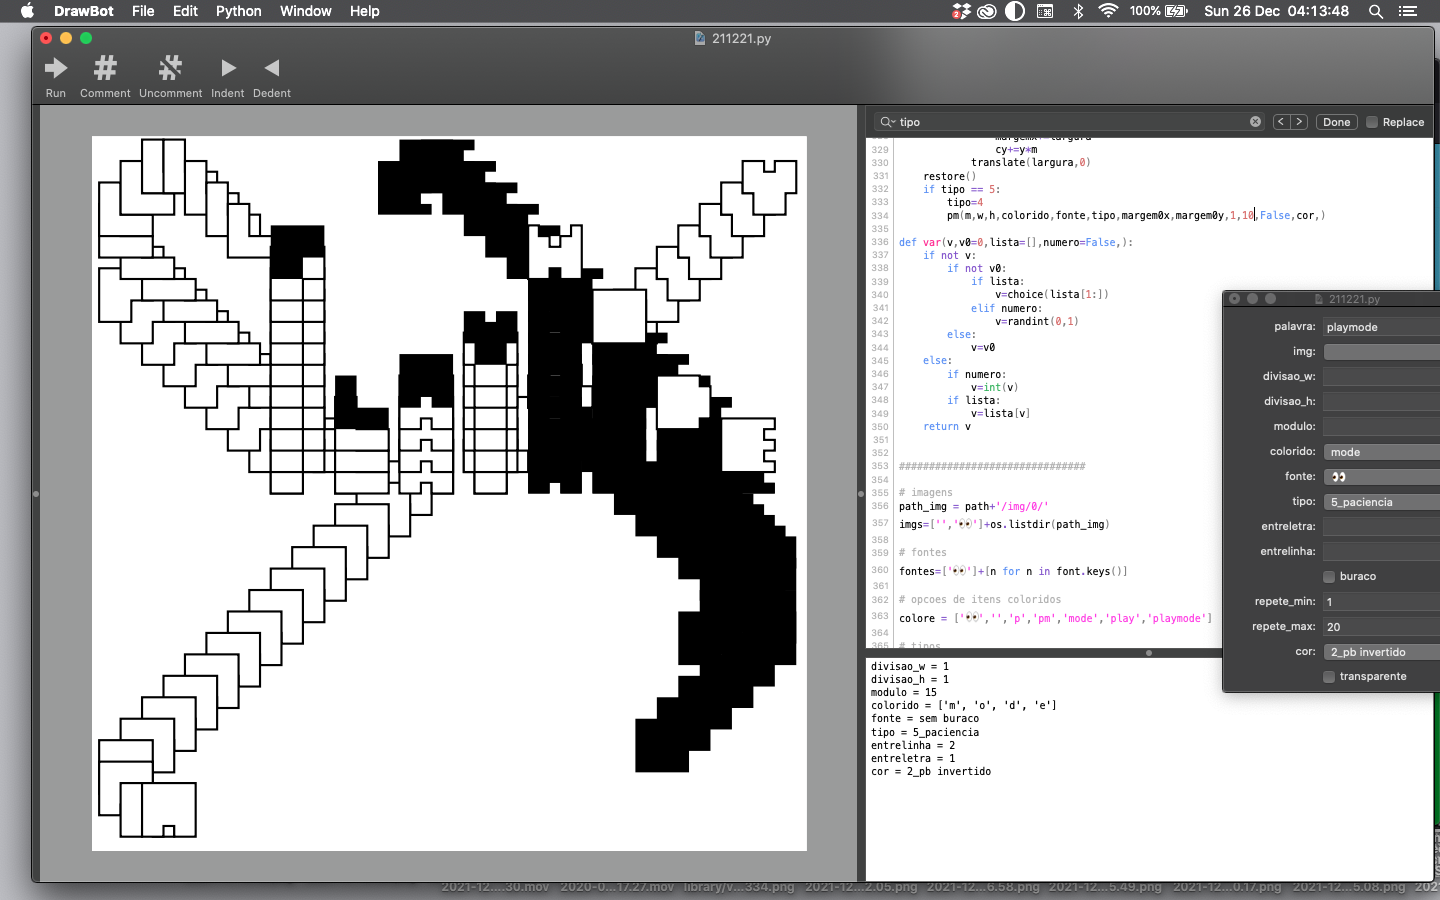 DrawBot File Edit Python Window Help
100% Sun 26 Dec 04:13:48
211221.py
Run Comment Uncomment Indent Dedent
tipo
Done Replace
329 cy+=y*m
330 translate(largura,0)
331 restore()
332 if tipo == 5:
333 tipo=4
334 pm(m,w,h,colorido,fonte,tipo,margem0x,margem0y,1,10,False,cor,)
335
336 def var(v,v0=0,lista=[],numero=False,):
337 if not v:
338 if not v0:
339 if lista:
340 v=choice(lista[1:])
341 elif numero:
342 v=randint(0,1)
343 else:
344 v=v0
345 else:
346 if numero:
347 v=int(v)
348 if lista:
349 v=lista[v]
350 return v
351
352
353 ###############################
354
355 # imagens
356 path_img = path+'/img/0/'
357 imgs=['','👀']+os.listdir(path_img)
358
359 # fontes
360 fontes=['👀']+[n for n in font.keys()]
361
362 # opcoes de itens coloridos
363 colore = ['👀','','p','pm','mode','play','playmode']
364
365 # tipos
divisao_w = 1
divisao_h = 1
modulo = 15
colorido = ['m', 'o', 'd', 'e']
fonte = sem buraco
tipo = 5_paciencia
entrelinha = 2
entreletra = 1
cor = 2_pb invertido
211221.py
palavra: playmode
img:
divisao_w:
divisao_h:
modulo:
colorido: mode
fonte: 👀
tipo: 5_paciencia
entreletra:
entrelinha:
buraco
repete_min: 1
repete_max: 20
cor: 2_pb invertido
transparente
2021-12....30.mov 2020-0...17.27.mov library/v...334.png 2021-12...2.05.png 2021-12...6.58.png 2021-12...5.49.png 2021-12...0.17.png 2021-12...5.08.png